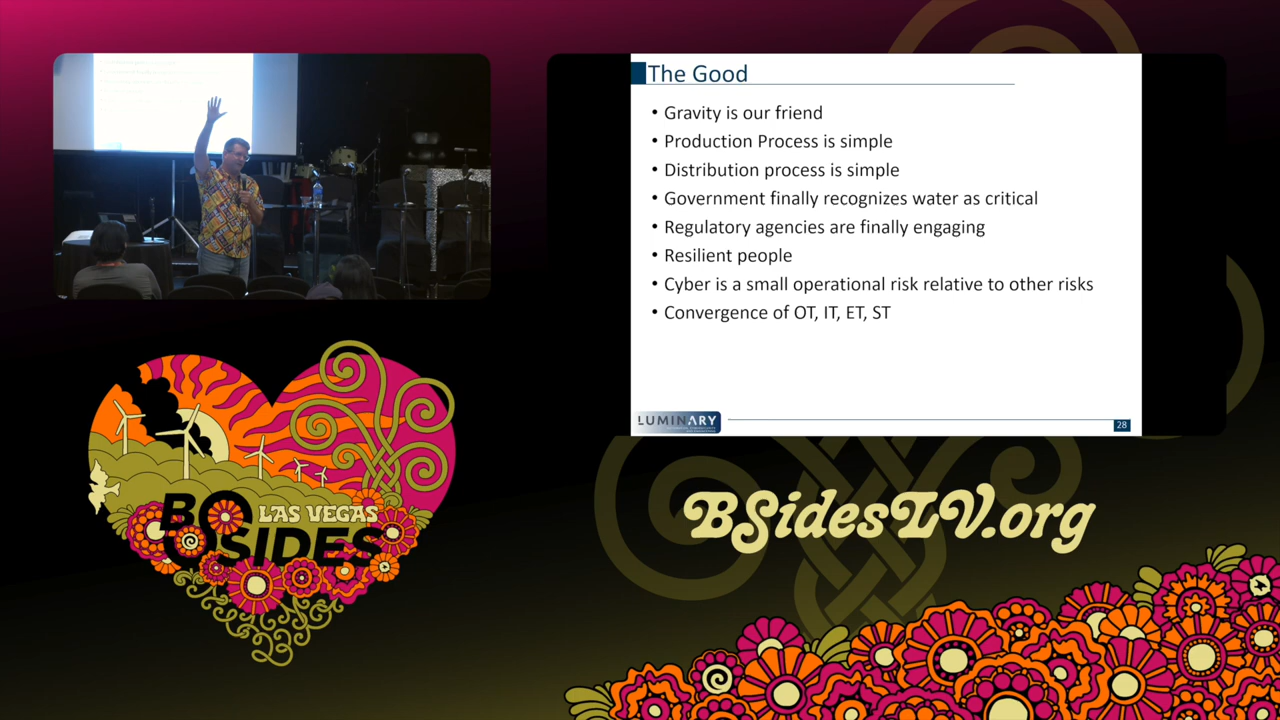 The Good
• Gravity is our friend
• Production Process is simple
• Distribution process is simple
• Government finally recognizes water as critical
• Regulatory agencies are finally engaging
• Resilient people
• Cyber is a small operational risk relative to other risks
• Convergence of OT, IT, ET, ST
LUMINARY
28
LAS VEGAS
BSIDES
BSidesLV.org